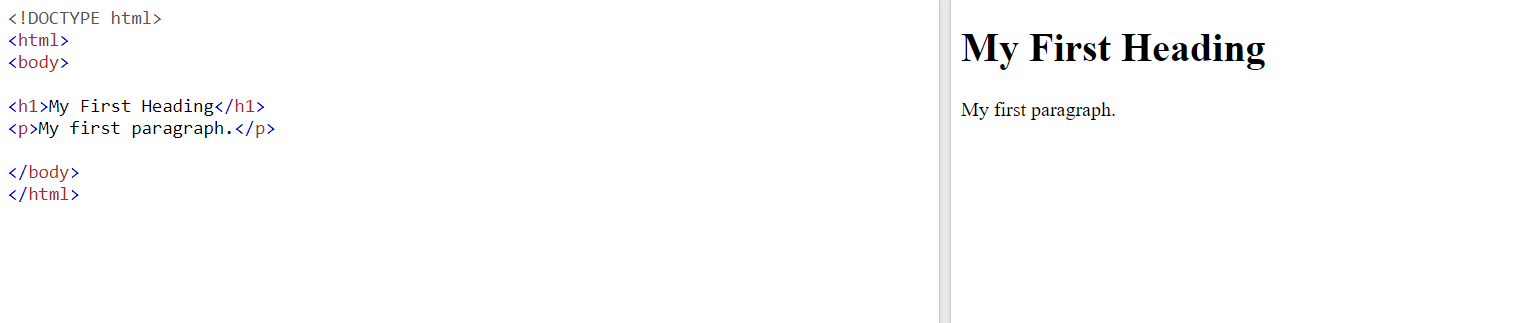 <!DOCTYPE html>
<html>
<body>
<h1>My First Heading</h1>
<p>My first paragraph.</p>
</body>
</html>
My First Heading
My first paragraph.